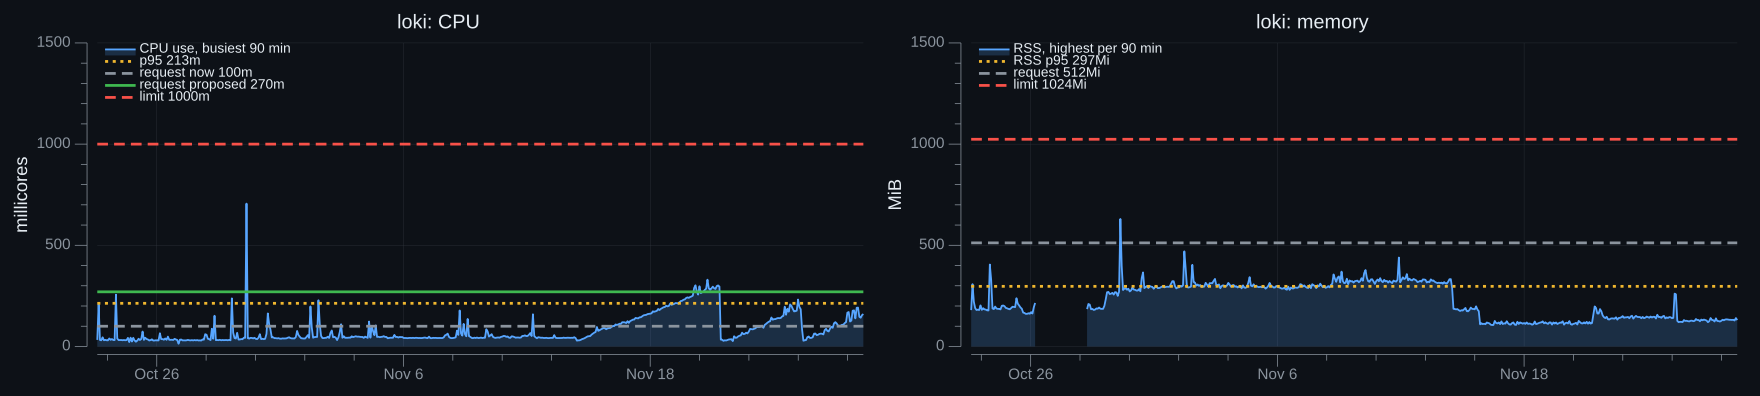 loki: CPU
1500
1000
500
0
millicores
CPU use, busiest 90 min
p95 213m
request now 100m
request proposed 270m
limit 1000m
Oct 26
Nov 6
Nov 18
loki: memory
1500
1000
500
0
MiB
RSS, highest per 90 min
RSS p95 297Mi
request 512Mi
limit 1024Mi
Oct 26
Nov 6
Nov 18